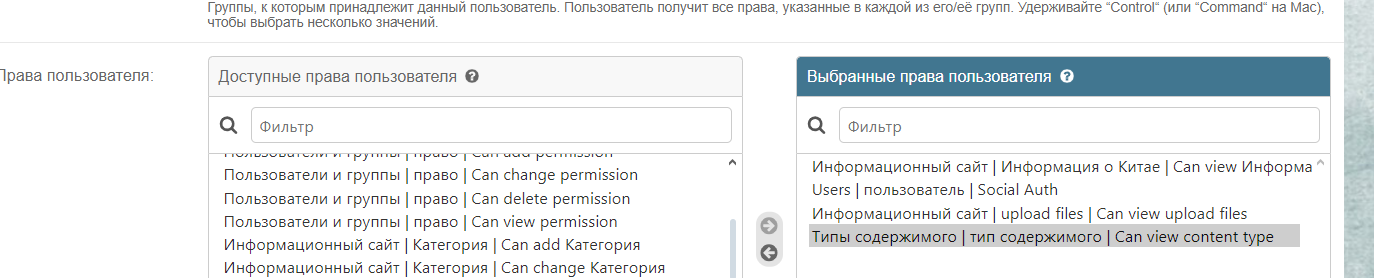 Группы, к которым принадлежит данный пользователь. Пользователь получит все права, указанные в каждой из его/её групп. Удерживайте “Control“ (или “Command“ на Mac),
чтобы выбрать несколько значений.
Права пользователя:
Доступные права пользователя ?
Выбранные права пользователя ?
Фильтр
Фильтр
Пользователи и группы | право | Can add permission
Пользователи и группы | право | Can change permission
Пользователи и группы | право | Can delete permission
Пользователи и группы | право | Can view permission
Информационный сайт | Категория | Can add Категория
Информационный сайт | Категория | Can change Категория
Информационный сайт | Информация о Китае | Can view Информа
Users | пользователь | Social Auth
Информационный сайт | upload files | Can view upload files
Типы содержимого | тип содержимого | Can view content type